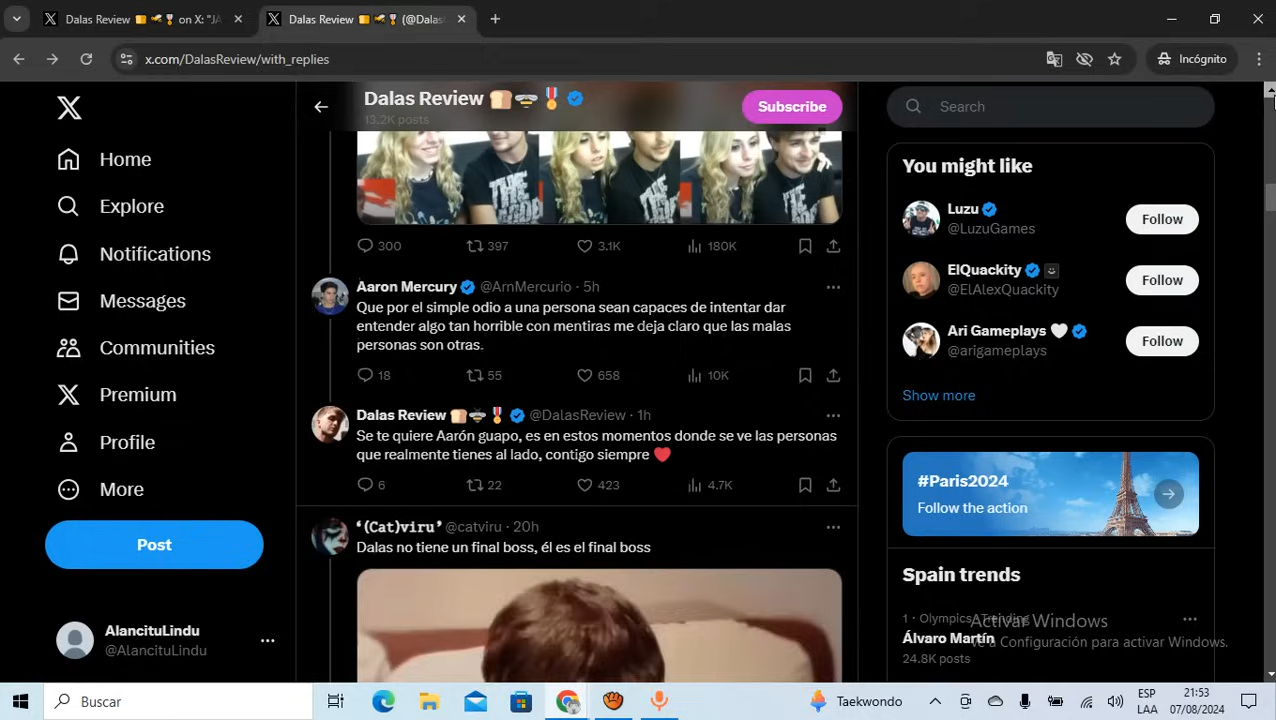 Dalas Review on X: "JA
Dalas Review (@Dalas
x.com/DalasReview/with_replies
Incógnito
Dalas Review
13.2K posts
Subscribe
Search
Home
Explore
Notifications
Messages
Communities
Premium
Profile
More
Post
AlancituLindu
@AlancituLindu
300 397 3.1K 180K
Aaron Mercury @ArnMercurio · 5h
Que por el simple odio a una persona sean capaces de intentar dar
entender algo tan horrible con mentiras me deja claro que las malas
personas son otras.
18 55 658 10K
Dalas Review @DalasReview · 1h
Se te quiere Aarón guapo, es en estos momentos donde se ve las personas
que realmente tienes al lado, contigo siempre ❤️
6 22 423 4.7K
‘(Cat)viru’ @catviru · 20h
Dalas no tiene un final boss, él es el final boss
You might like
Luzu
@LuzuGames
Follow
ElQuackity
@ElAlexQuackity
Follow
Ari Gameplays
@arigameplays
Follow
Show more
#Paris2024
Follow the action
Spain trends
1 · Olympics · Trending
Álvaro Martín
24.8K posts
Activar Windows
Ve a Configuración para activar Windows.
Buscar
Taekwondo
ESP
LAA
21:53
07/08/2024